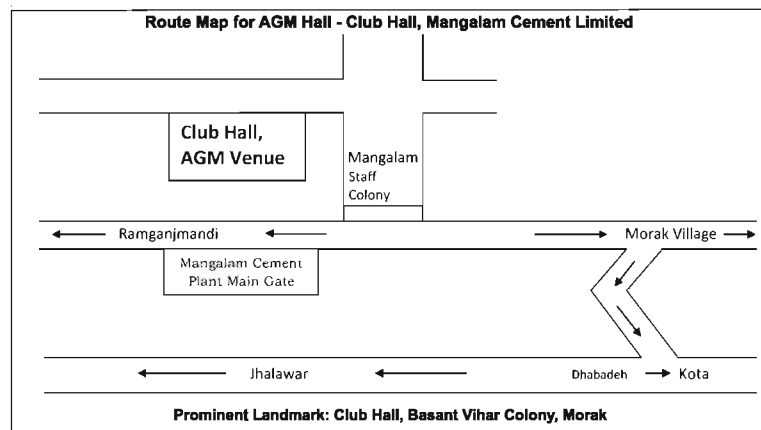 Route Map for AGM Hall - Club Hall, Mangalam Cement Limited
Club Hall,
AGM Venue
Mangalam
Staff
Colony
Ramganjmandi
Morak Village
Mangalam Cement
Plant Main Gate
Jhalawar
Dhabadeh
Kota
Prominent Landmark: Club Hall, Basant Vihar Colony, Morak